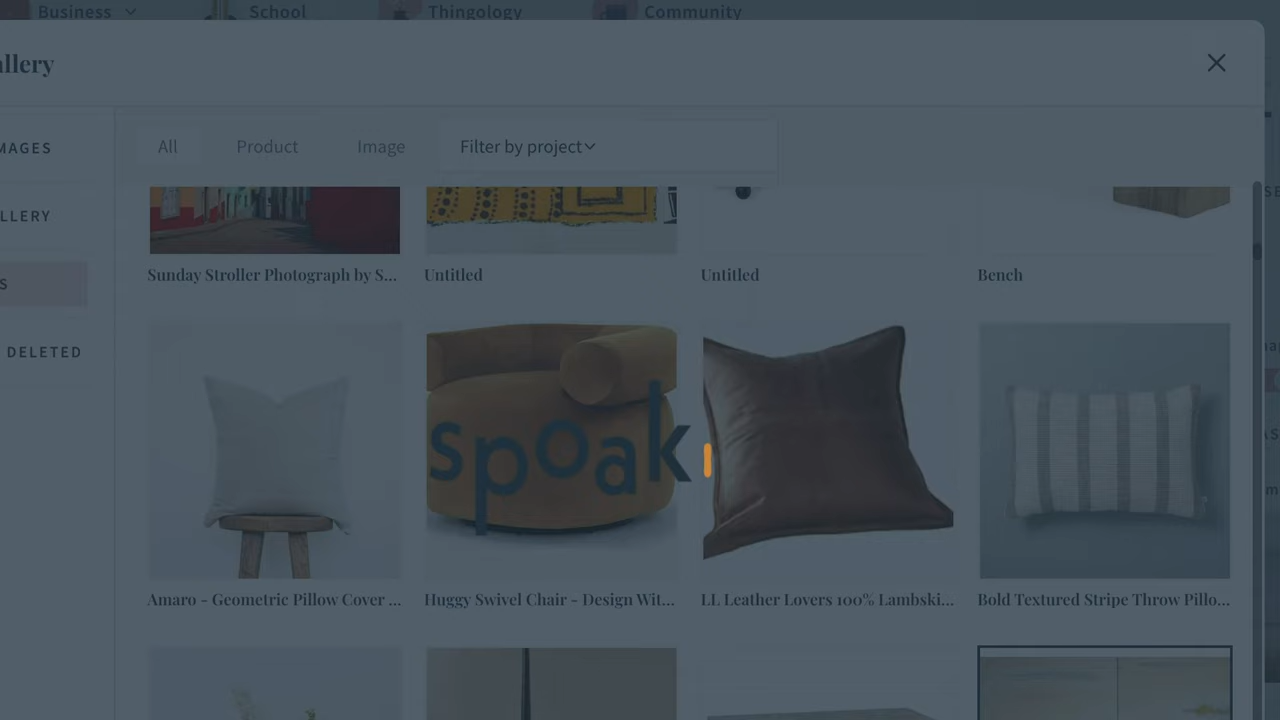 Business School Thingology Community
allery
MAGES
All Product Image Filter by project
LLERY
S
DELETED
Sunday Stroller Photograph by S...
Untitled
Untitled
Bench
spoak
Amaro - Geometric Pillow Cover ...
Huggy Swivel Chair - Design Wit...
LL Leather Lovers 100% Lambski...
Bold Textured Stripe Throw Pillo...